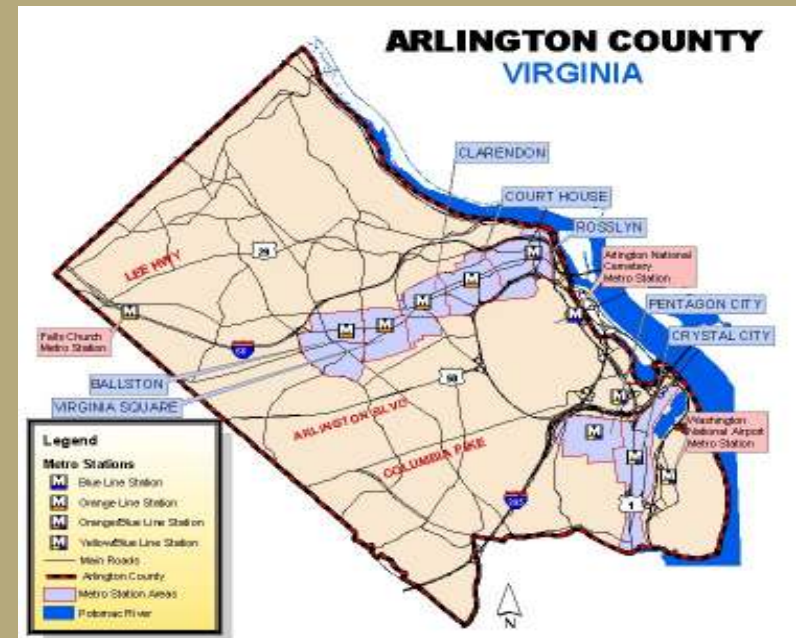 ARLINGTON COUNTY
VIRGINIA
CLARENDON
COURT HOUSE
ROSSLYN
Arlington National
Cemetery
Metro Station
PENTAGON CITY
CRYSTAL CITY
LEE HWY
29
Falls Church
Metro Station
66
BALLSTON
VIRGINIA SQUARE
50
ARLINGTON BLVD
COLUMBIA PIKE
Washington
National Airport
Metro Station
395
1
Legend
Metro Stations
M Blue Line Station
M Orange Line Station
M Orange/Blue Line Station
M Yellow/Blue Line Station
Main Roads
Arlington County
Metro Station Areas
Potomac River
N